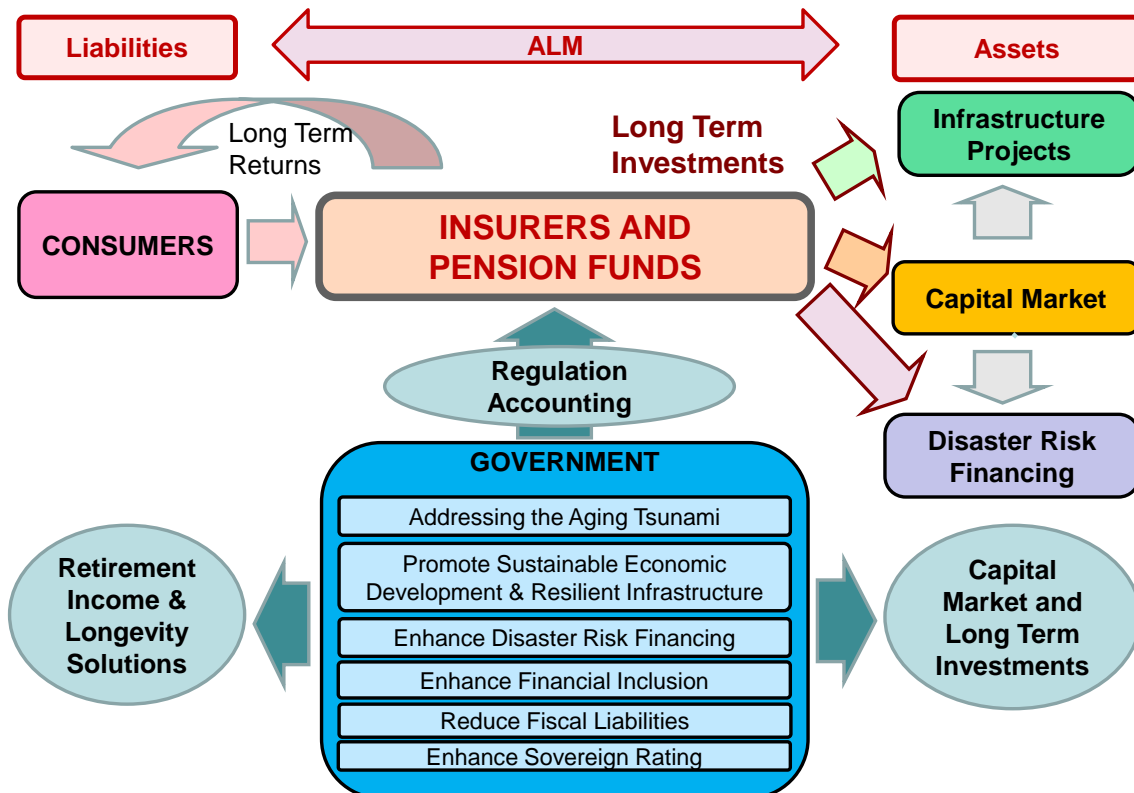 Liabilities
ALM
Assets
Long Term
Returns
Long Term
Investments
Infrastructure
Projects
CONSUMERS
INSURERS AND
PENSION FUNDS
Capital Market
Regulation
Accounting
Disaster Risk
Financing
GOVERNMENT
Addressing the Aging Tsunami
Promote Sustainable Economic
Development & Resilient Infrastructure
Enhance Disaster Risk Financing
Enhance Financial Inclusion
Reduce Fiscal Liabilities
Enhance Sovereign Rating
Retirement
Income &
Longevity
Solutions
Capital
Market and
Long Term
Investments